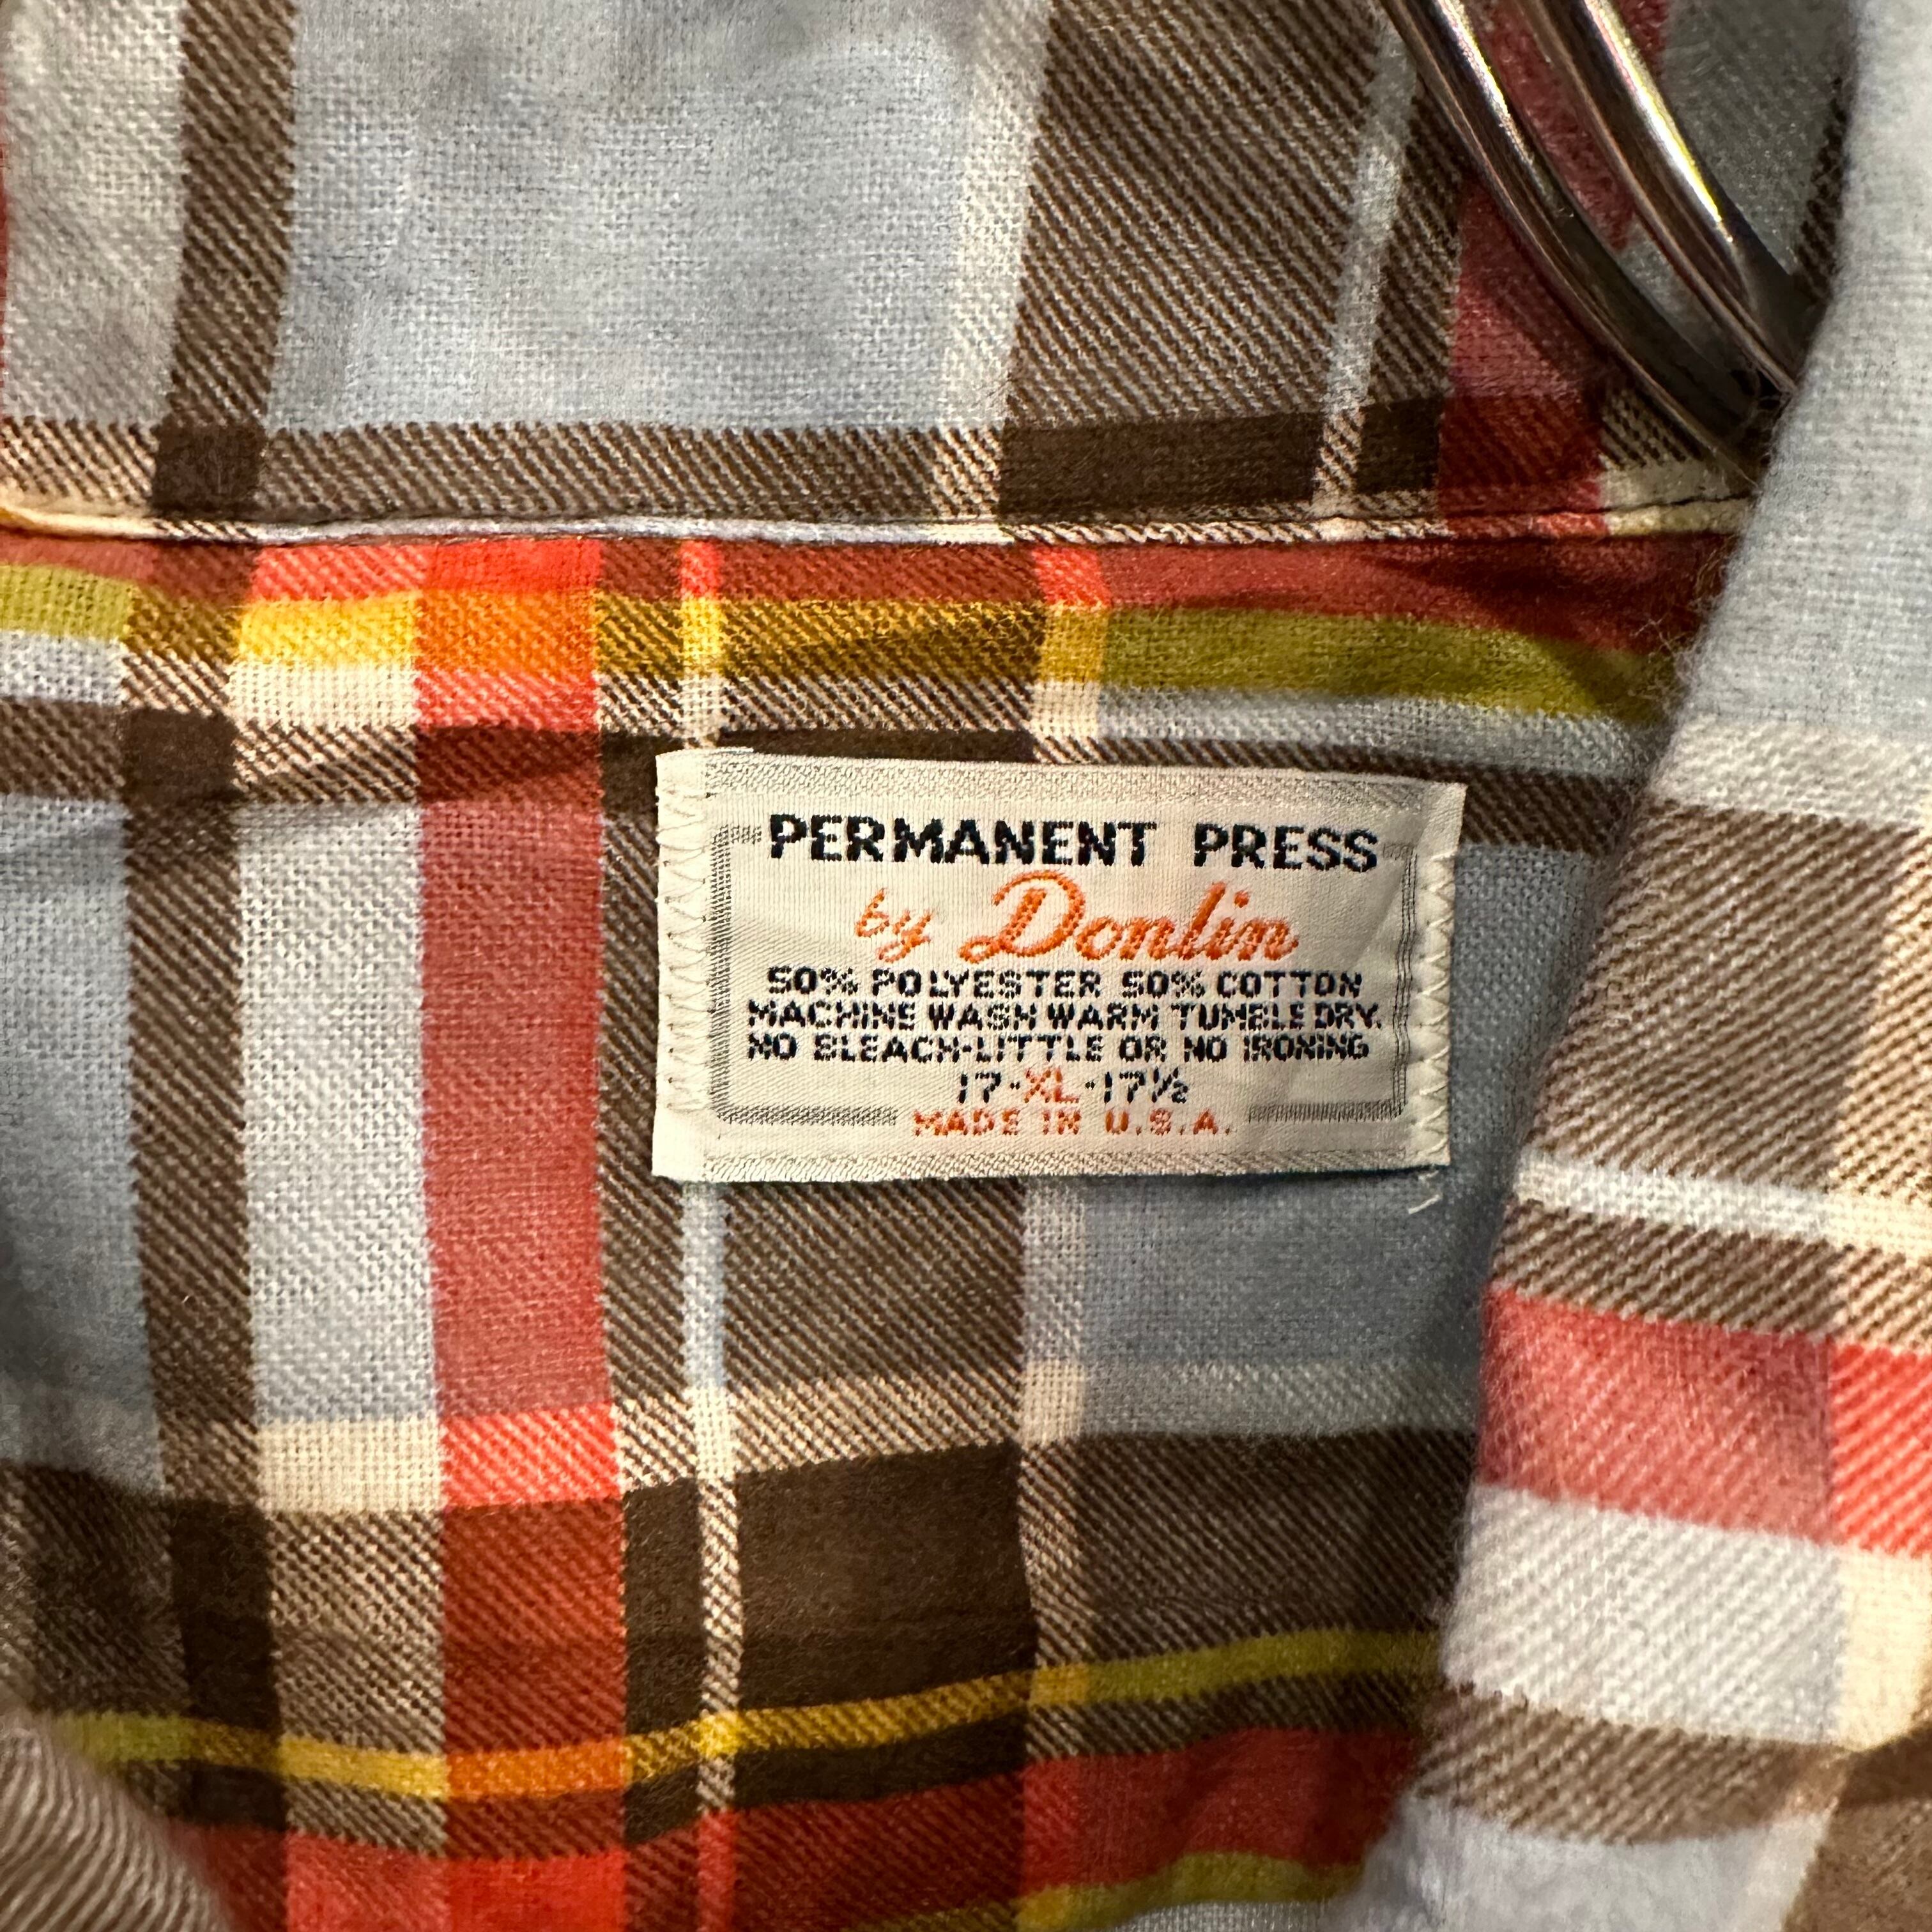 PERMANENT PRESS
by Donlin
50% POLYESTER 50% COTTON
MACHINE WASH WARM TUMBLE DRY.
NO BLEACH-LITTLE OR NO IRONING
17-XL-17½
MADE IN U.S.A.